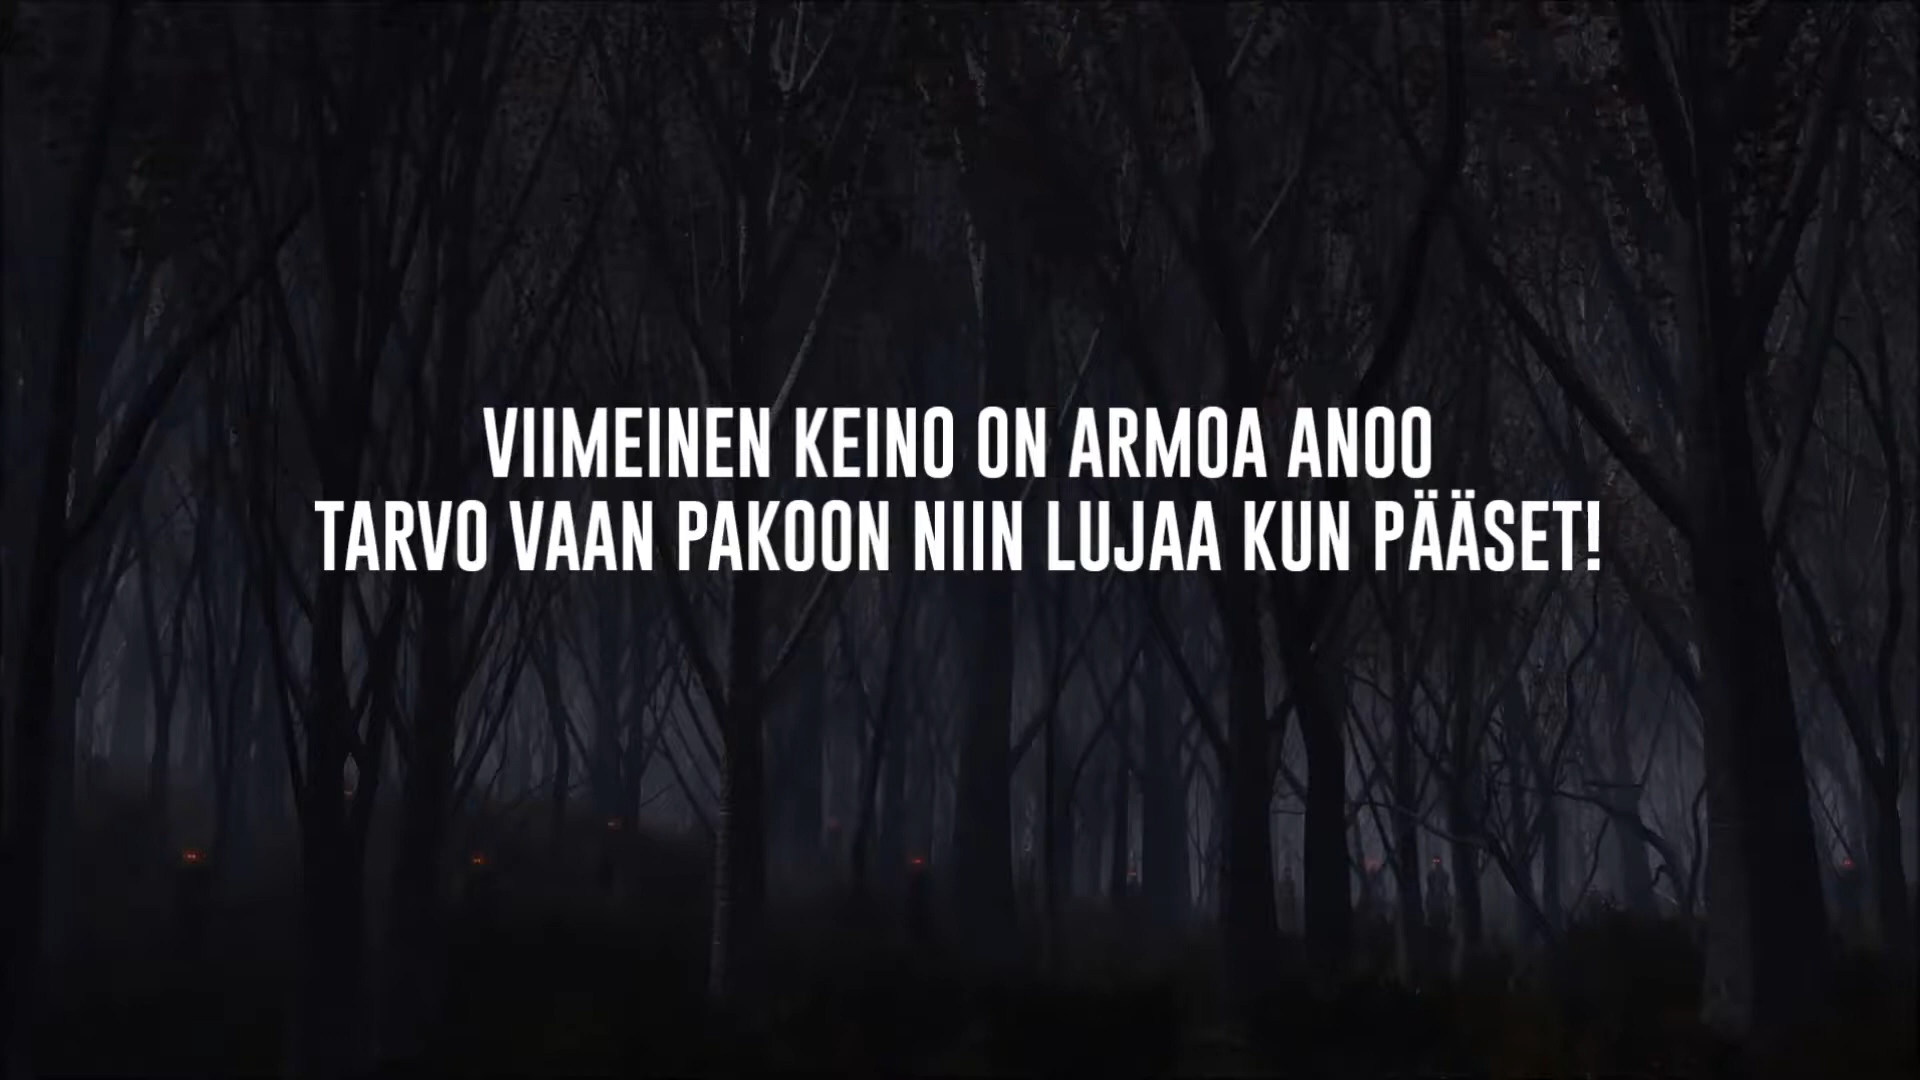 VIIMEINEN KEINO ON ARMOA ANOO
TARVO VAAN PAKOON NIIN LUJAA KUN PÄÄSET!